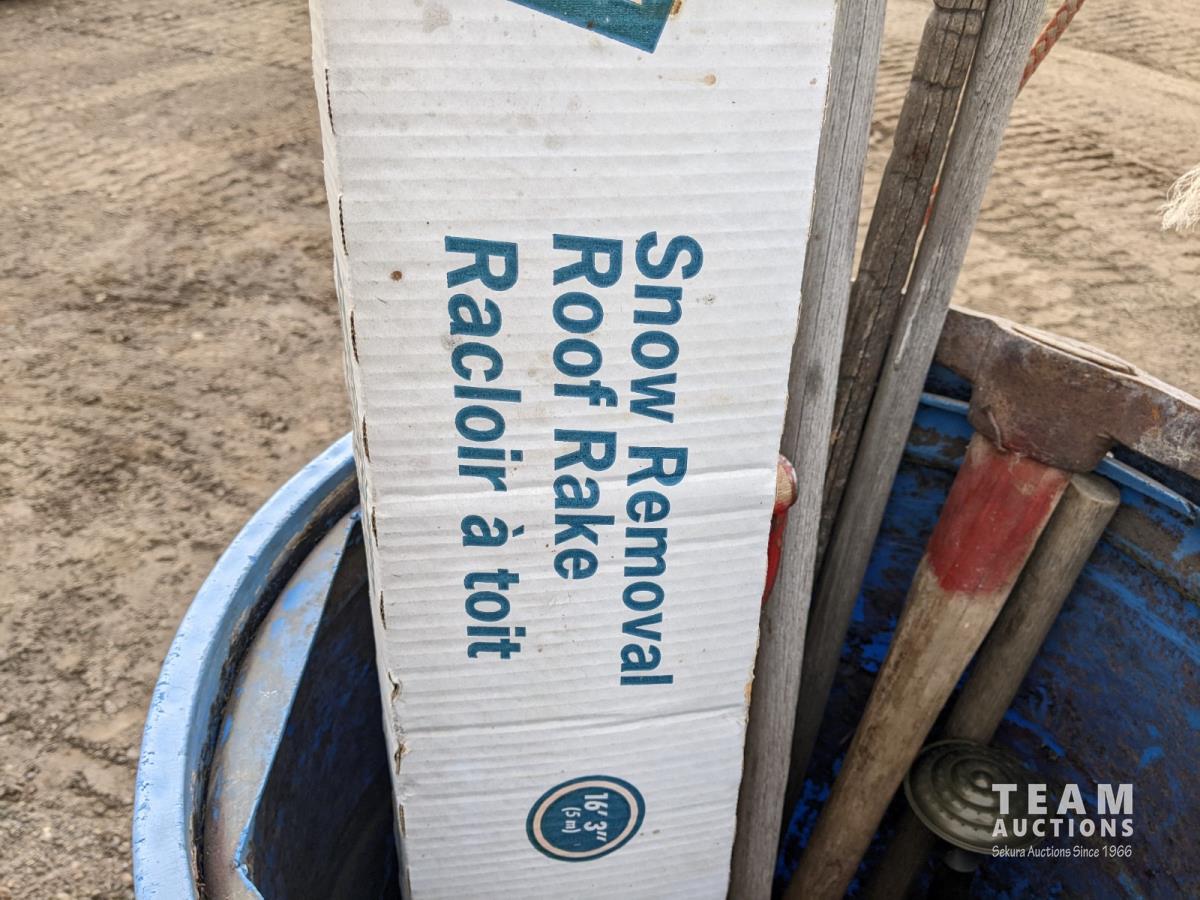 Snow Removal
Roof Rake
Racloir à toit
16' 3"
(5 m)
TEAM
AUCTIONS
Sekura Auctions Since 1966